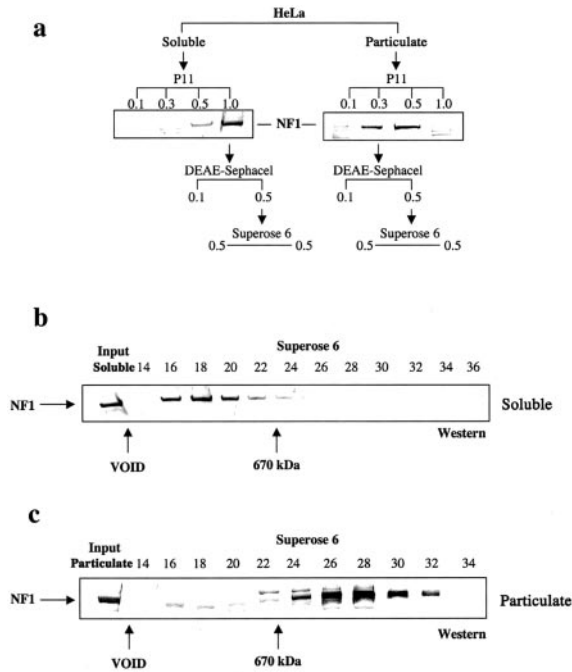 a
HeLa
Soluble Particulate
P11 P11
0.1 0.3 0.5 1.0 0.1 0.3 0.5 1.0
NF1
DEAE-Sephacel DEAE-Sephacel
0.1 0.5 0.1 0.5
Superose 6 Superose 6
0.5 0.5 0.5 0.5
b
Input Superose 6
Soluble 14 16 18 20 22 24 26 28 30 32 34 36
NF1 Soluble
Western
VOID 670 kDa
c
Input Superose 6
Particulate 14 16 18 20 22 24 26 28 30 32 34
NF1 Particulate
Western
VOID 670 kDa